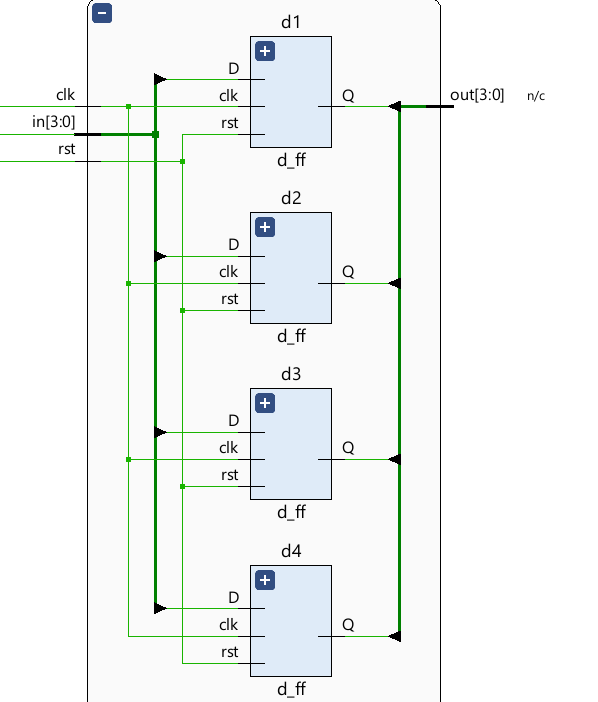 d1
D
clk
clk
Q
out[3:0]
n/c
in[3:0]
rst
rst
d_ff
d2
D
clk
Q
rst
d_ff
d3
D
clk
Q
rst
d_ff
d4
D
clk
Q
rst
d_ff